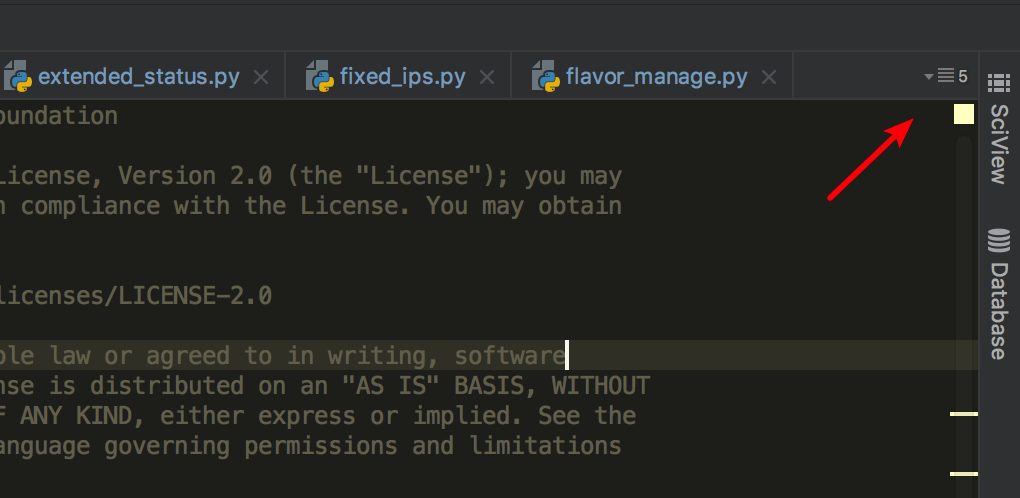 extended_status.py
fixed_ips.py
flavor_manage.py
5
SciView
Database
oundation
License, Version 2.0 (the "License"); you may
n compliance with the License. You may obtain
licenses/LICENSE-2.0
ble law or agreed to in writing, software
nse is distributed on an "AS IS" BASIS, WITHOUT
F ANY KIND, either express or implied. See the
anguage governing permissions and limitations